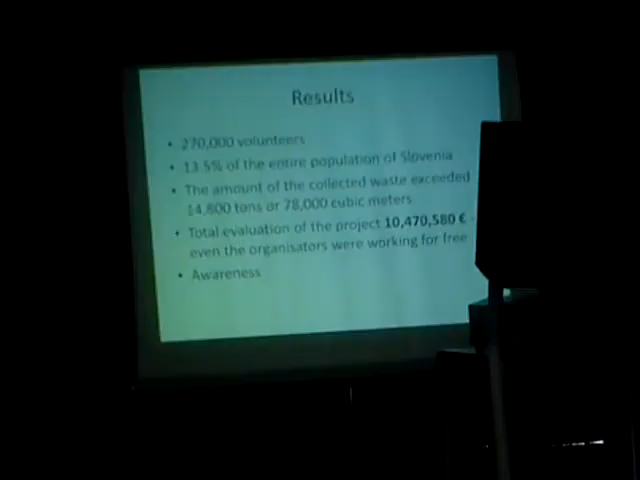 Results
• 270,000 volunteers
• 13.5% of the entire population of Slovenia
• The amount of the collected waste exceeded
14,800 tons or 78,000 cubic meters
• Total evaluation of the project 10,470,580 € -
even the organisators were working for free
• Awareness